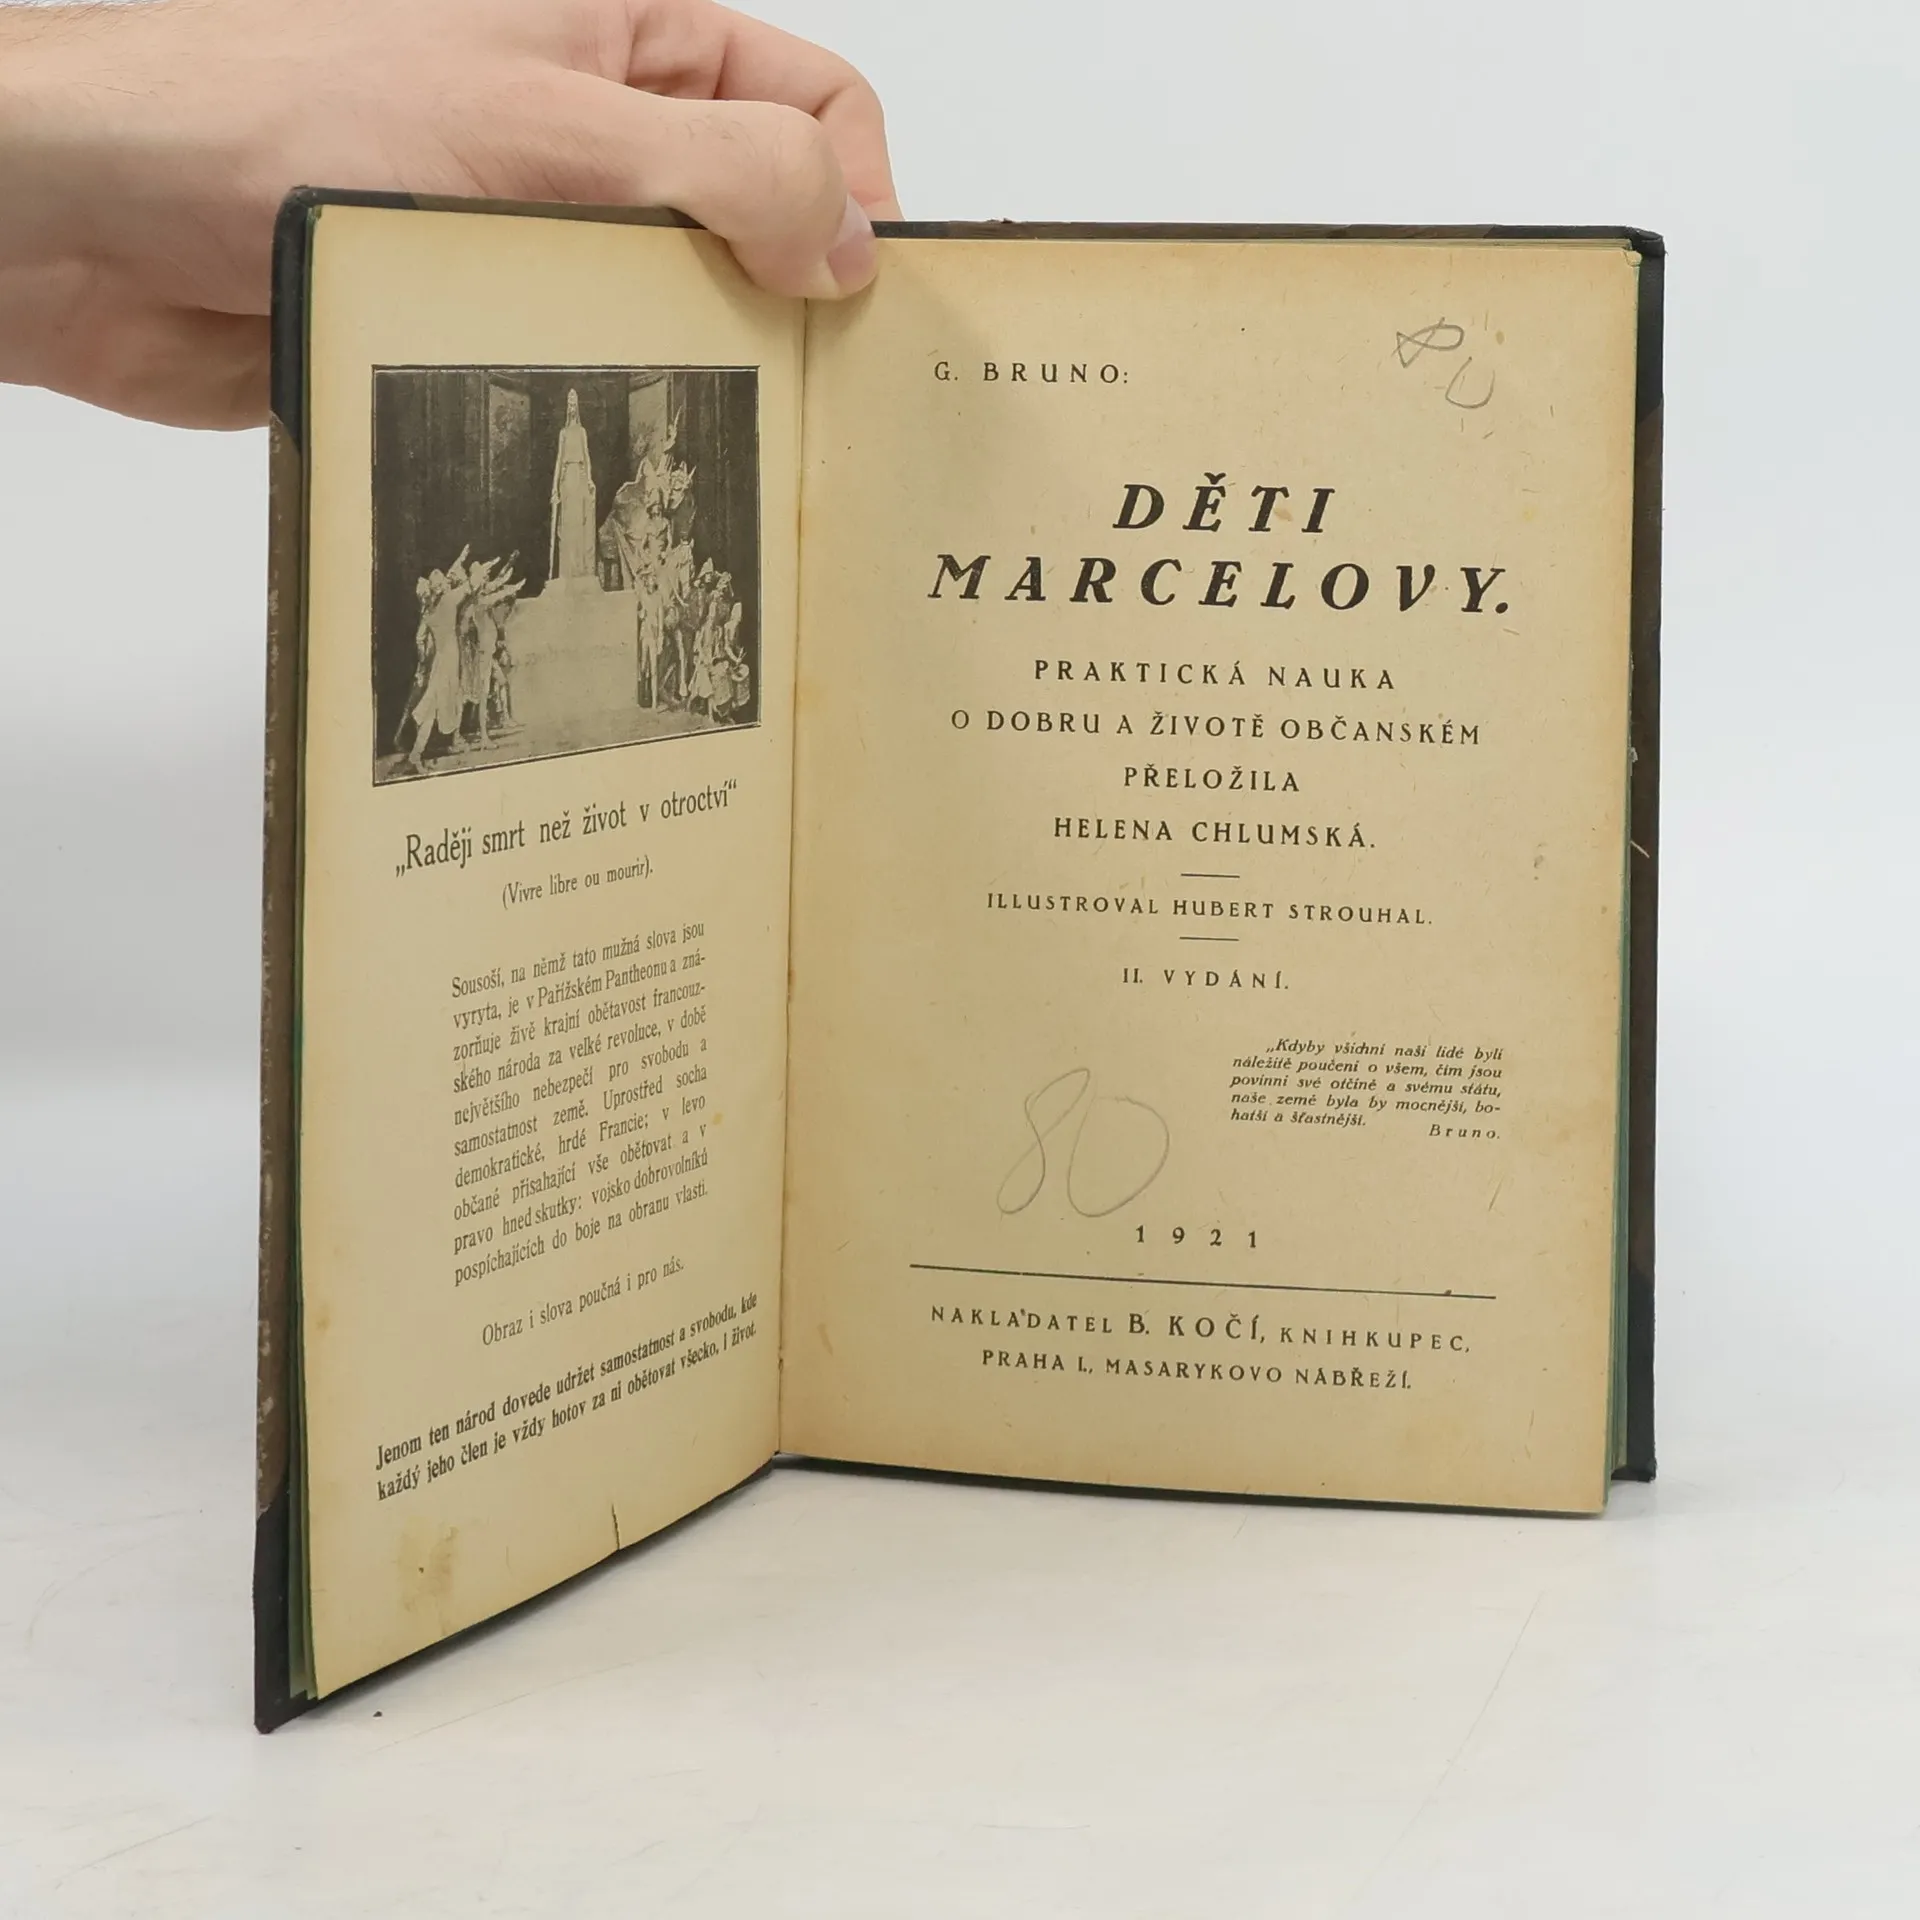 „Raději smrt než život v otroctví“
(Vivre libre ou mourir).
Sousoší, na němž tato mužná slova jsou
vyryta, je v Pařížském Pantheonu a zná-
zorňuje živě krajní obětavost francouz-
ského národa za velké revoluce, v době
největšího nebezpečí pro svobodu a
samostatnost země. Uprostřed socha
demokratické, hrdé Francie; v levo
občané přísahající vše obětovat a v
pravo hned skutky: vojsko dobrovolníků
pospíchajících do boje na obranu vlasti.
Obraz i slova poučná i pro nás.
Jenom ten národ dovede udržet samostatnost a svobodu, kde
každý jeho člen je vždy hotov za ni obětovat všecko, i život.
G. BRUNO:
80
DĚTI
MARCELOVY.
PRAKTICKÁ NAUKA
O DOBRU A ŽIVOTĚ OBČANSKÉM
PŘELOŽILA
HELENA CHLUMSKÁ.
ILLUSTROVAL HUBERT STROUHAL.
II. VYDÁNÍ.
„Kdyby všichni naši lidé byli
náležitě poučeni o všem, čím jsou
povinni své otčině a svému státu,
naše země byla by mocnější, bo-
hatší a šťastnější.
Bruno.
80
1921
NAKLADATEL B. KOČÍ, KNIHKUPEC,
PRAHA I., MASARYKOVO NÁBŘEŽÍ.